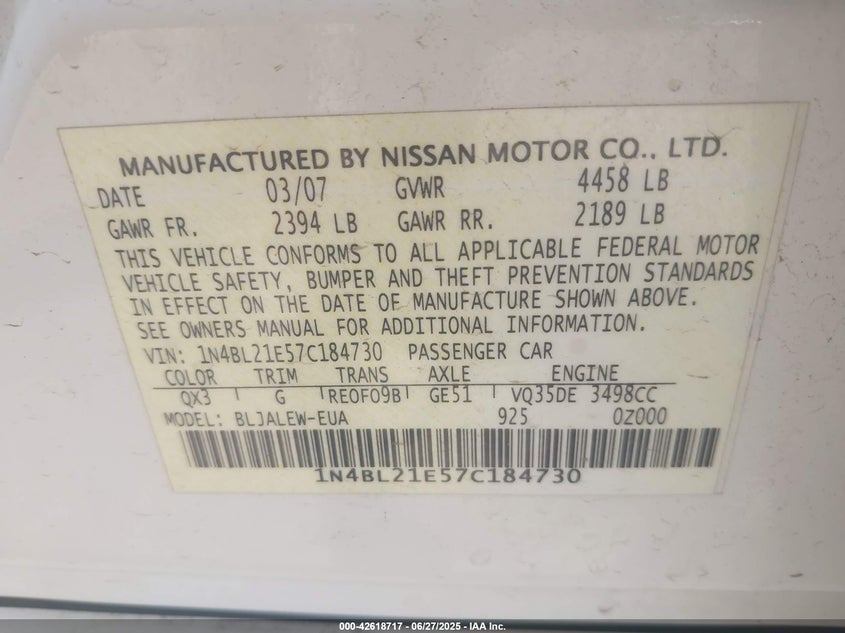 MANUFACTURED BY NISSAN MOTOR CO., LTD.
DATE 03/07 GVWR 4458 LB
GAWR FR. 2394 LB GAWR RR. 2189 LB
THIS VEHICLE CONFORMS TO ALL APPLICABLE FEDERAL MOTOR
VEHICLE SAFETY, BUMPER AND THEFT PREVENTION STANDARDS
IN EFFECT ON THE DATE OF MANUFACTURE SHOWN ABOVE.
SEE OWNERS MANUAL FOR ADDITIONAL INFORMATION.
VIN: 1N4BL21E57C184730 PASSENGER CAR
COLOR TRIM TRANS AXLE ENGINE
QX3 G RE0F09B GE51 VQ35DE 3498CC
MODEL: BLJALEW-EUA 925 0Z000
1N4BL21E57C184730
000-42618717 - 06/27/2025 - IAA Inc.